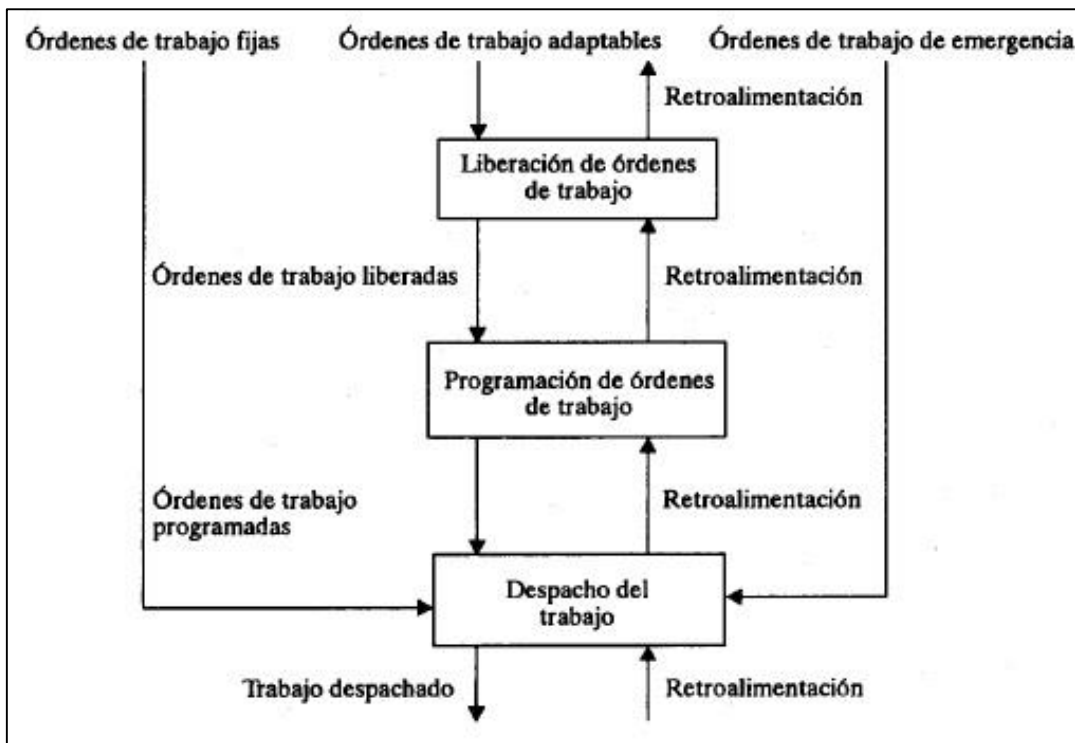 Órdenes de trabajo fijas
Órdenes de trabajo adaptables
Órdenes de trabajo de emergencia
Retroalimentación
Liberación de órdenes
de trabajo
Órdenes de trabajo liberadas
Retroalimentación
Programación de órdenes
de trabajo
Órdenes de trabajo
programadas
Retroalimentación
Despacho del
trabajo
Trabajo despachado
Retroalimentación